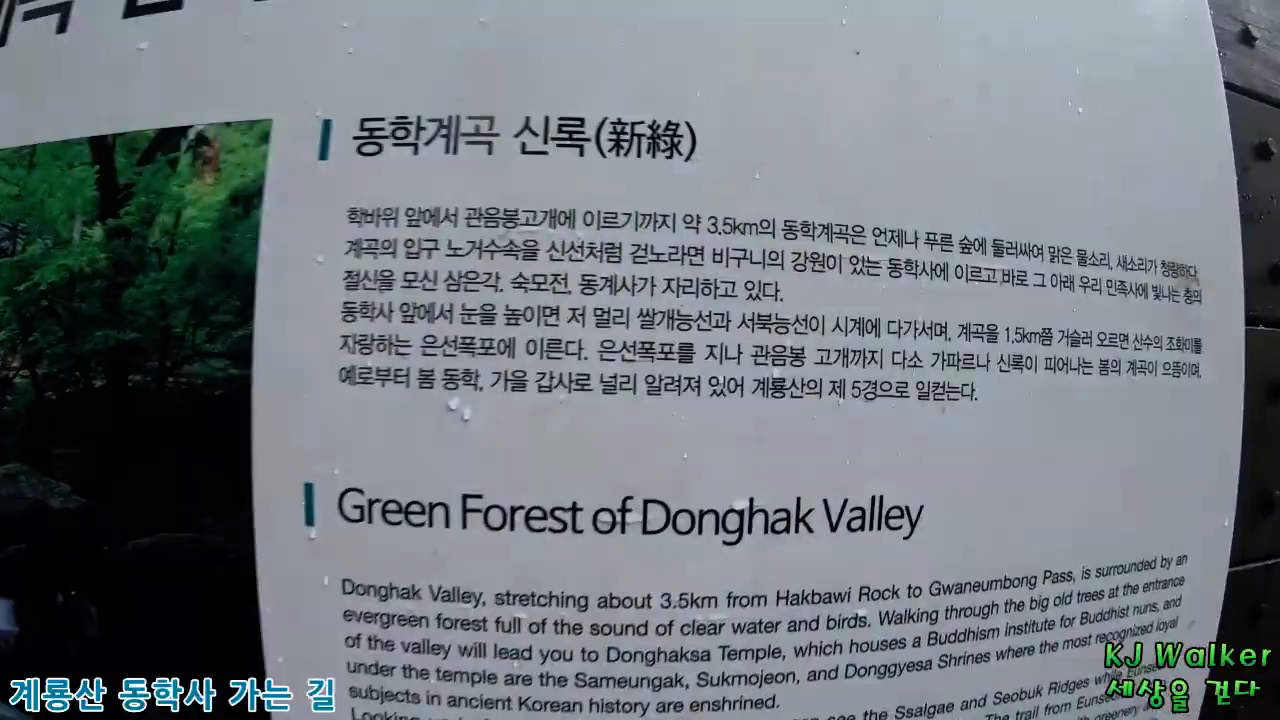 동학계곡 신록(新綠)
학바위 앞에서 관음봉고개에 이르기까지 약 3.5km의 동학계곡은 언제나 푸른 숲에 둘러싸여 맑은 물소리, 새소리가 청량하다.
계곡의 입구 노거수속을 신선처럼 걷노라면 비구니의 강원이 있는 동학사에 이르고,바로 그 아래 우리 민족사에 빛나는 충의
절신을 모신 삼은각, 숙모전, 동계사가 자리하고 있다.
동학사 앞에서 눈을 높이면 저 멀리 쌀개능선과 서북능선이 시계에 다가서며, 계곡을 1.5km쯤 거슬러 오르면 산수의 조화미를
자랑하는 은선폭포에 이른다. 은선폭포를 지나 관음봉 고개까지 다소 가파르나 신록이 피어나는 봄의 계곡이 으뜸이며,
예로부터 봄 동학, 가을 갑사로 널리 알려져 있어 계룡산의 제 5경으로 일컫는다.
Green Forest of Donghak Valley
Donghak Valley, stretching about 3.5km from Hakbawi Rock to Gwaneumbong Pass, is surrounded by an
evergreen forest full of the sound of clear water and birds. Walking through the big old trees at the entrance
of the valley will lead you to Donghaksa Temple, which houses a Buddhism institute for Buddhist nuns, and
under the temple are the Sameungak, Sukmojeon, and Donggyesa Shrines where the most recognized loyal
subjects in ancient Korean history are enshrined.
see the Ssalgae and Seobuk Ridges while
The trail from
greenery
KJ Walker
세상을 걷다
계룡산 동학사 가는 길